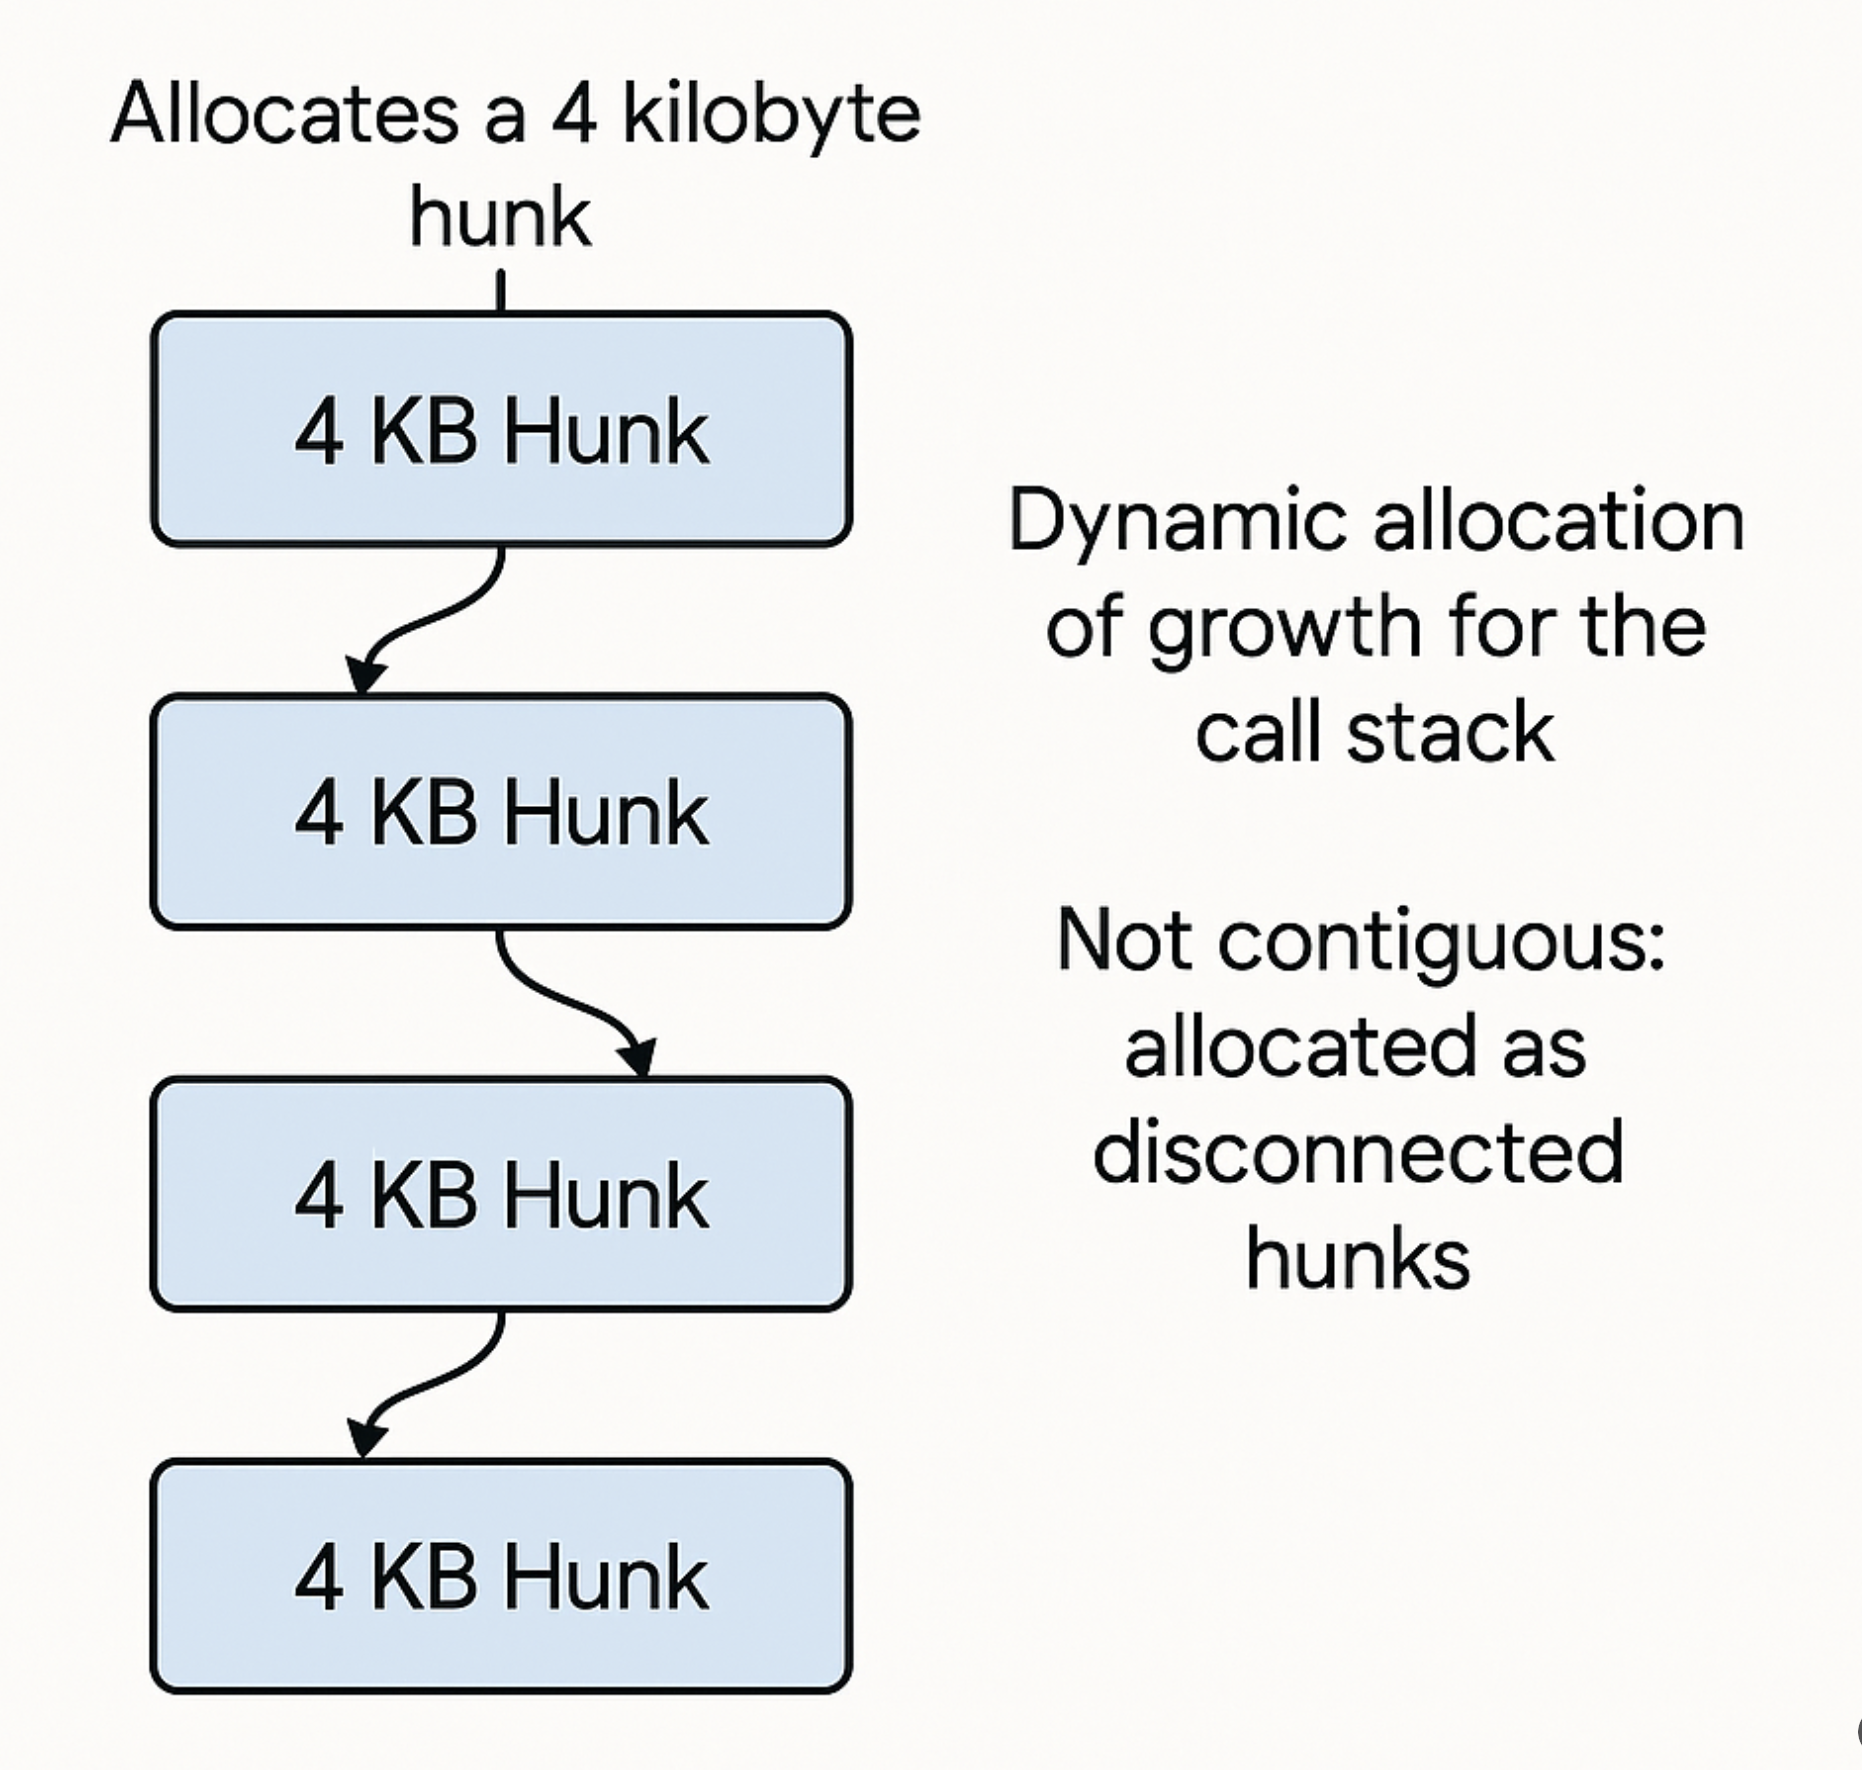 Allocates a 4 kilobyte
hunk
4 KB Hunk
4 KB Hunk
4 KB Hunk
4 KB Hunk
Dynamic allocation
of growth for the
call stack
Not contiguous:
allocated as
disconnected
hunks